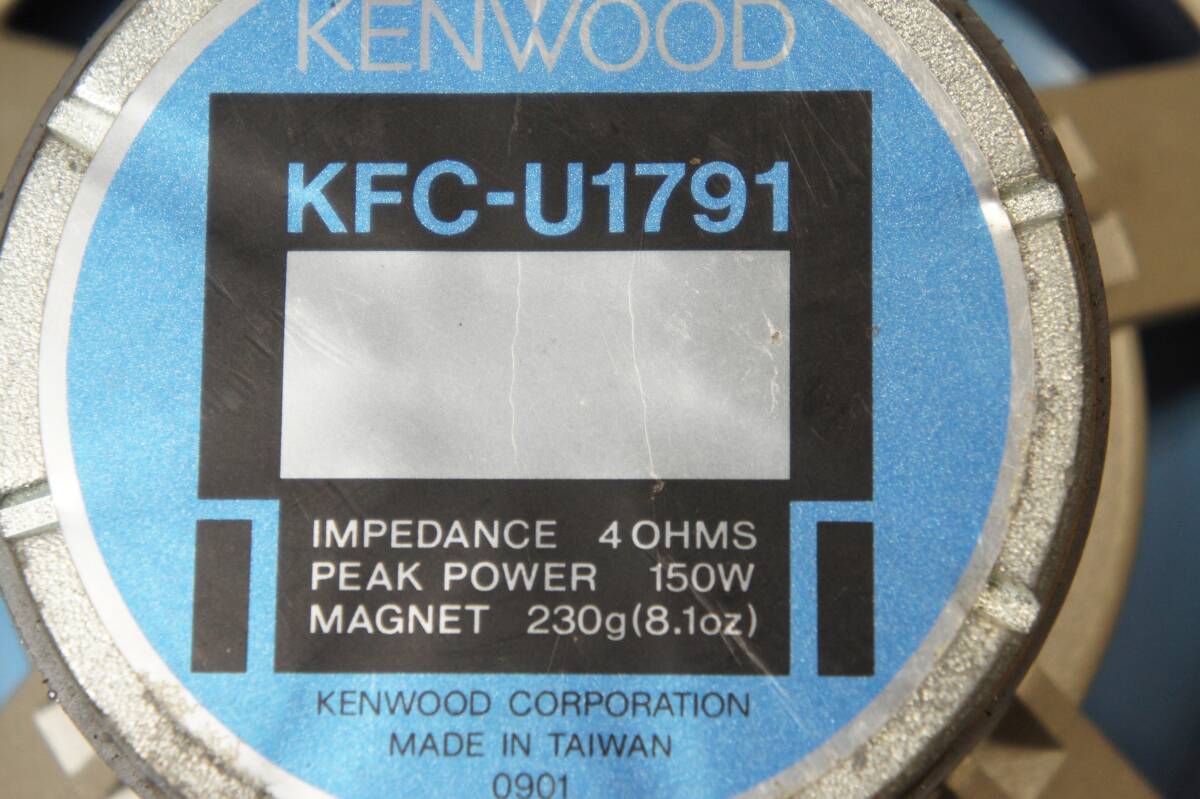 KENWOOD
KFC-U1791
IMPEDANCE 4 OHMS
PEAK POWER 150W
MAGNET 230g(8.1oz)
KENWOOD CORPORATION
MADE IN TAIWAN
0901